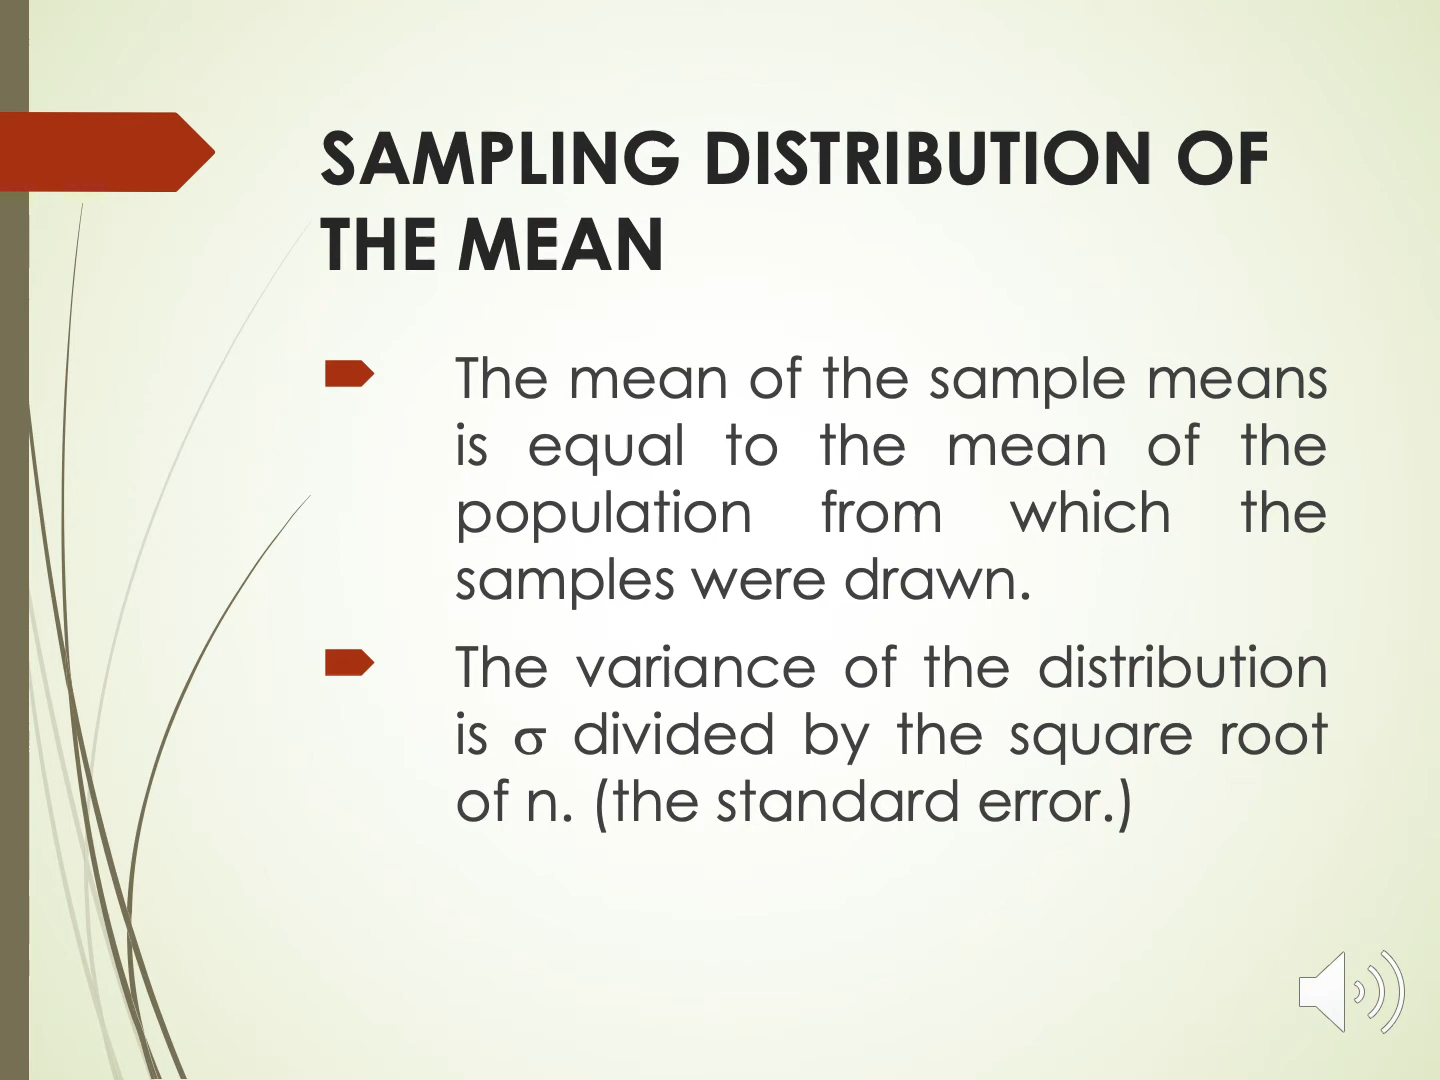 SAMPLING DISTRIBUTION OF
THE MEAN
The mean of the sample means
is equal to the mean of the
population from which the
samples were drawn.
The variance of the distribution
is σ divided by the square root
of n. (the standard error.)